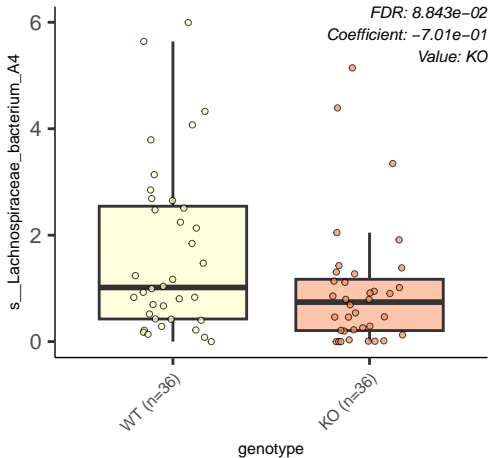 FDR: 8.843e−02
Coefficient: −7.01e−01
Value: KO
s__Lachnospiraceae_bacterium_A4
6
4
2
0
WT (n=36)
KO (n=36)
genotype